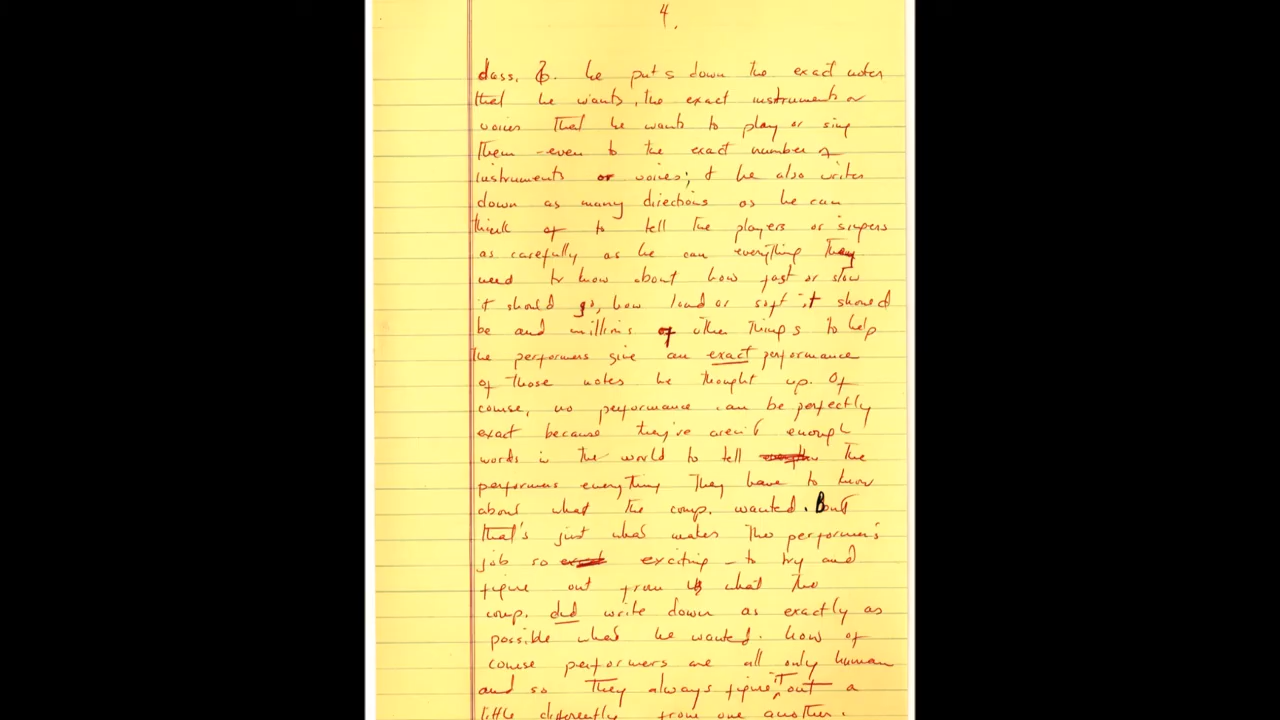 4.
class. he puts down the exact notes
that he wants, the exact instruments or
voices that he wants to play or sing
them - even to the exact number of
instruments or voices; & he also writes
down as many directions as he can
think of to tell the players or singers
as carefully as he can everything they
need to know about how fast or slow
it should go, how loud or soft it should
be and millions of other things to help
the performers give an exact performance
of those notes he thought up. Of
course, no performance can be perfectly
exact because they're aren't enough
words in the world to tell the
performers everything they have to know
about what the comp. wanted. But
that's just what makes the performer's
job so exciting - to try and
figure out from what the
comp. did write down as exactly as
possible what he wanted. Now of
course performers are all only human
and so they always figure it out a
little differently from one another.